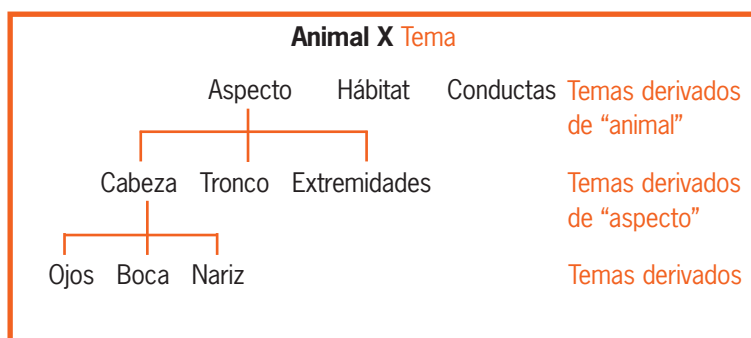 Animal X Tema
Aspecto Hábitat Conductas Temas derivados
de “animal”
Cabeza Tronco Extremidades Temas derivados
de “aspecto”
Ojos Boca Nariz Temas derivados